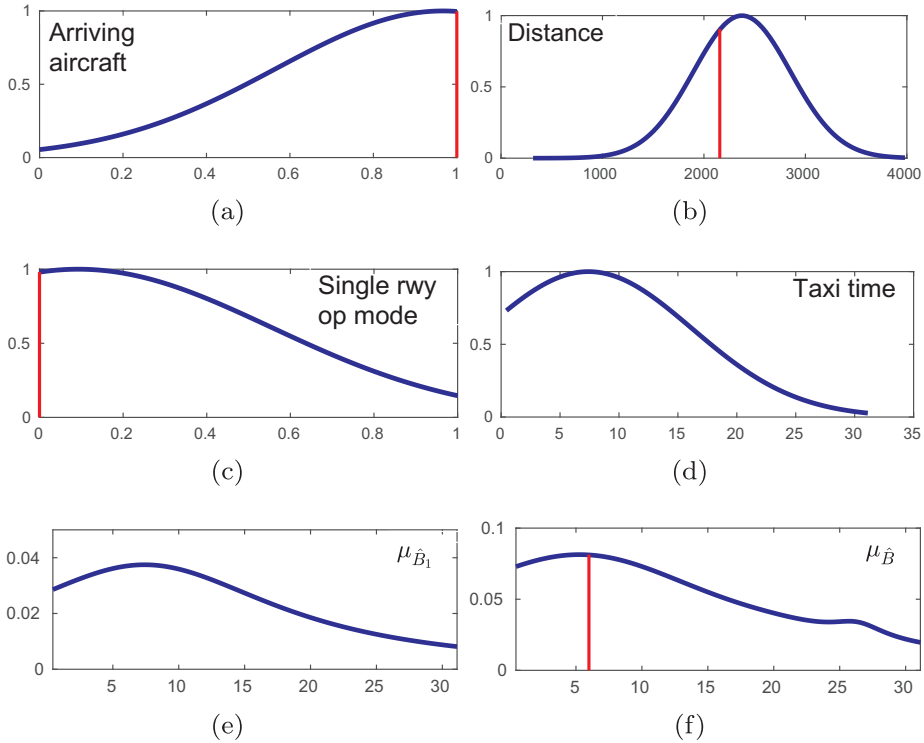 1
0.5
0
Arriving
aircraft
0 0.2 0.4 0.6 0.8 1
(a)
1
0.5
0
Distance
0 1000 2000 3000 4000
(b)
1
0.5
0
Single rwy
op mode
0 0.2 0.4 0.6 0.8 1
(c)
1
0.5
0
Taxi time
0 5 10 15 20 25 30 35
(d)
0.04
0.02
0
μ_{B̂_1}
5 10 15 20 25 30
(e)
0.1
0.05
0
μ_{B̂}
5 10 15 20 25 30
(f)